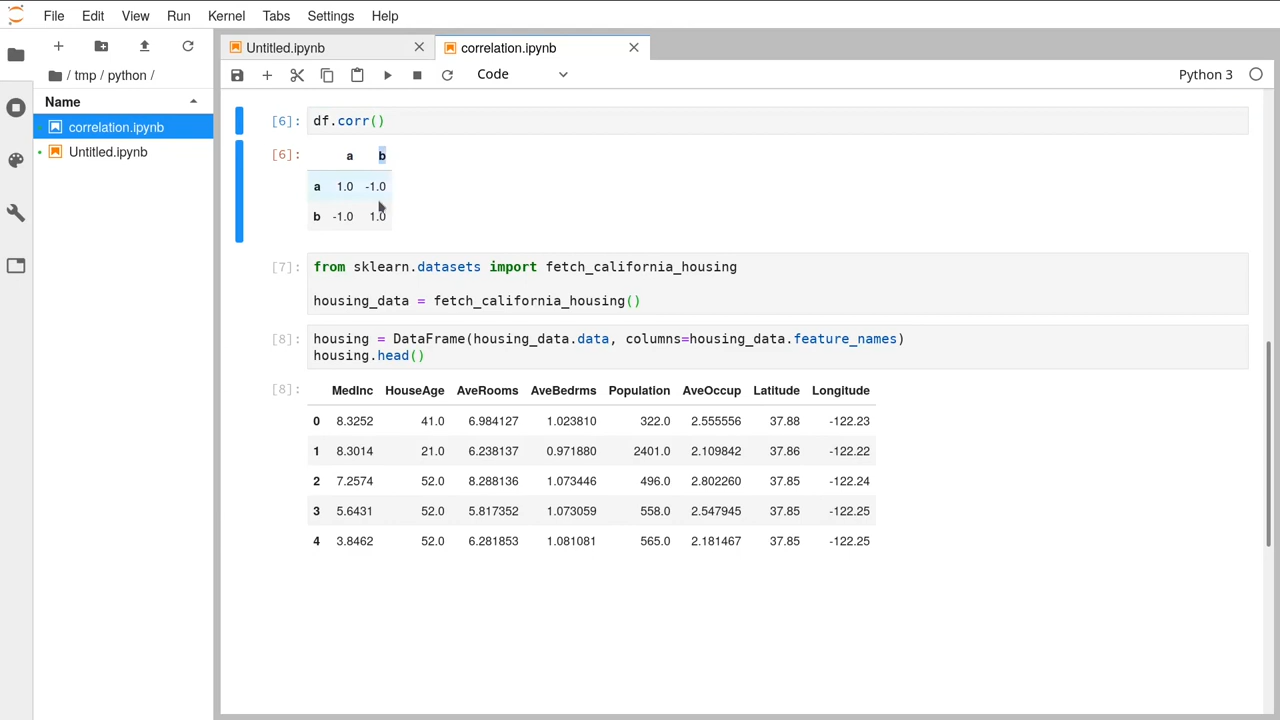 File Edit View Run Kernel Tabs Settings Help
Untitled.ipynb
correlation.ipynb
/ tmp / python /
Code
Python 3
Name
correlation.ipynb
Untitled.ipynb
[6]: df.corr()
[6]: a b
a 1.0 -1.0
b -1.0 1.0
[7]: from sklearn.datasets import fetch_california_housing
housing_data = fetch_california_housing()
[8]: housing = DataFrame(housing_data.data, columns=housing_data.feature_names)
housing.head()
[8]: MedInc HouseAge AveRooms AveBedrms Population AveOccup Latitude Longitude
0 8.3252 41.0 6.984127 1.023810 322.0 2.555556 37.88 -122.23
1 8.3014 21.0 6.238137 0.971880 2401.0 2.109842 37.86 -122.22
2 7.2574 52.0 8.288136 1.073446 496.0 2.802260 37.85 -122.24
3 5.6431 52.0 5.817352 1.073059 558.0 2.547945 37.85 -122.25
4 3.8462 52.0 6.281853 1.081081 565.0 2.181467 37.85 -122.25